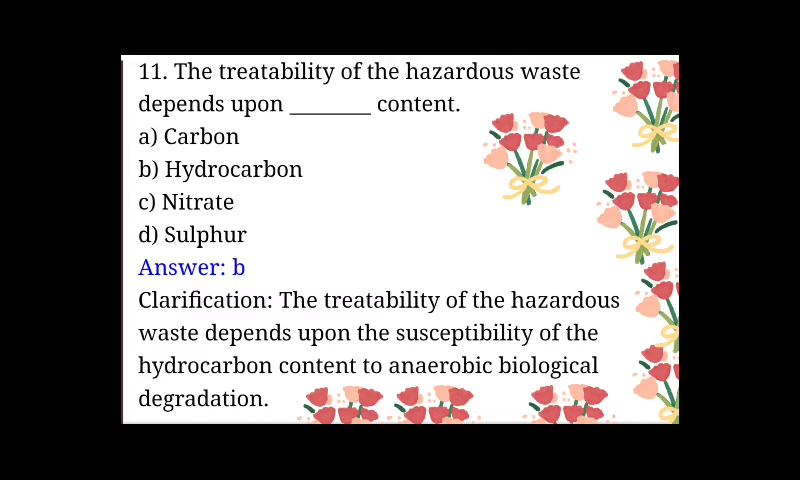 11. The treatability of the hazardous waste
depends upon ________ content.
a) Carbon
b) Hydrocarbon
c) Nitrate
d) Sulphur
Answer: b
Clarification: The treatability of the hazardous
waste depends upon the susceptibility of the
hydrocarbon content to anaerobic biological
degradation.